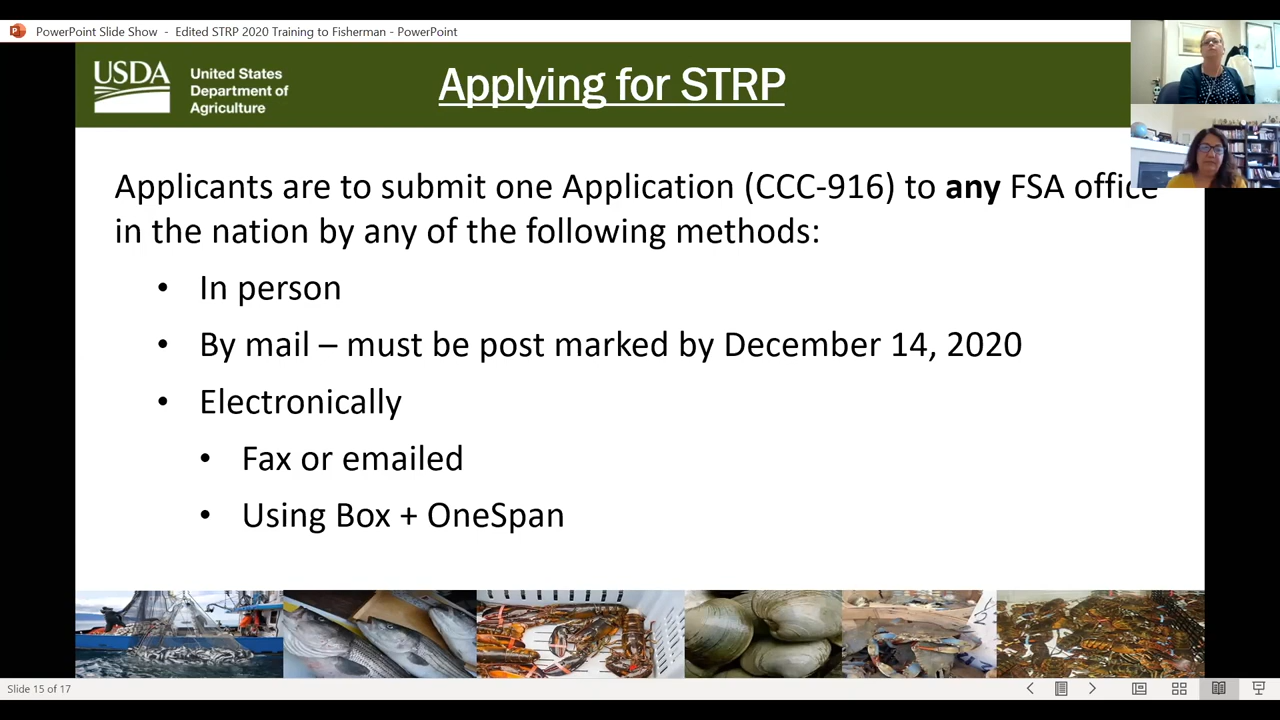 PowerPoint Slide Show - Edited STRP 2020 Training to Fisherman - PowerPoint
USDA
United States
Department of
Agriculture
Applying for STRP
Applicants are to submit one Application (CCC-916) to any FSA office
in the nation by any of the following methods:
• In person
• By mail – must be post marked by December 14, 2020
• Electronically
• Fax or emailed
• Using Box + OneSpan
Slide 15 of 17